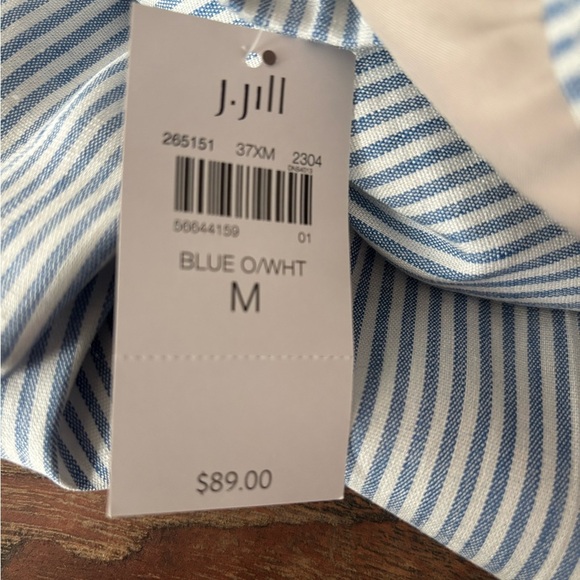 J.Jill
265151 37XM 2304
56644159 01
BLUE O/WHT
M
$89.00